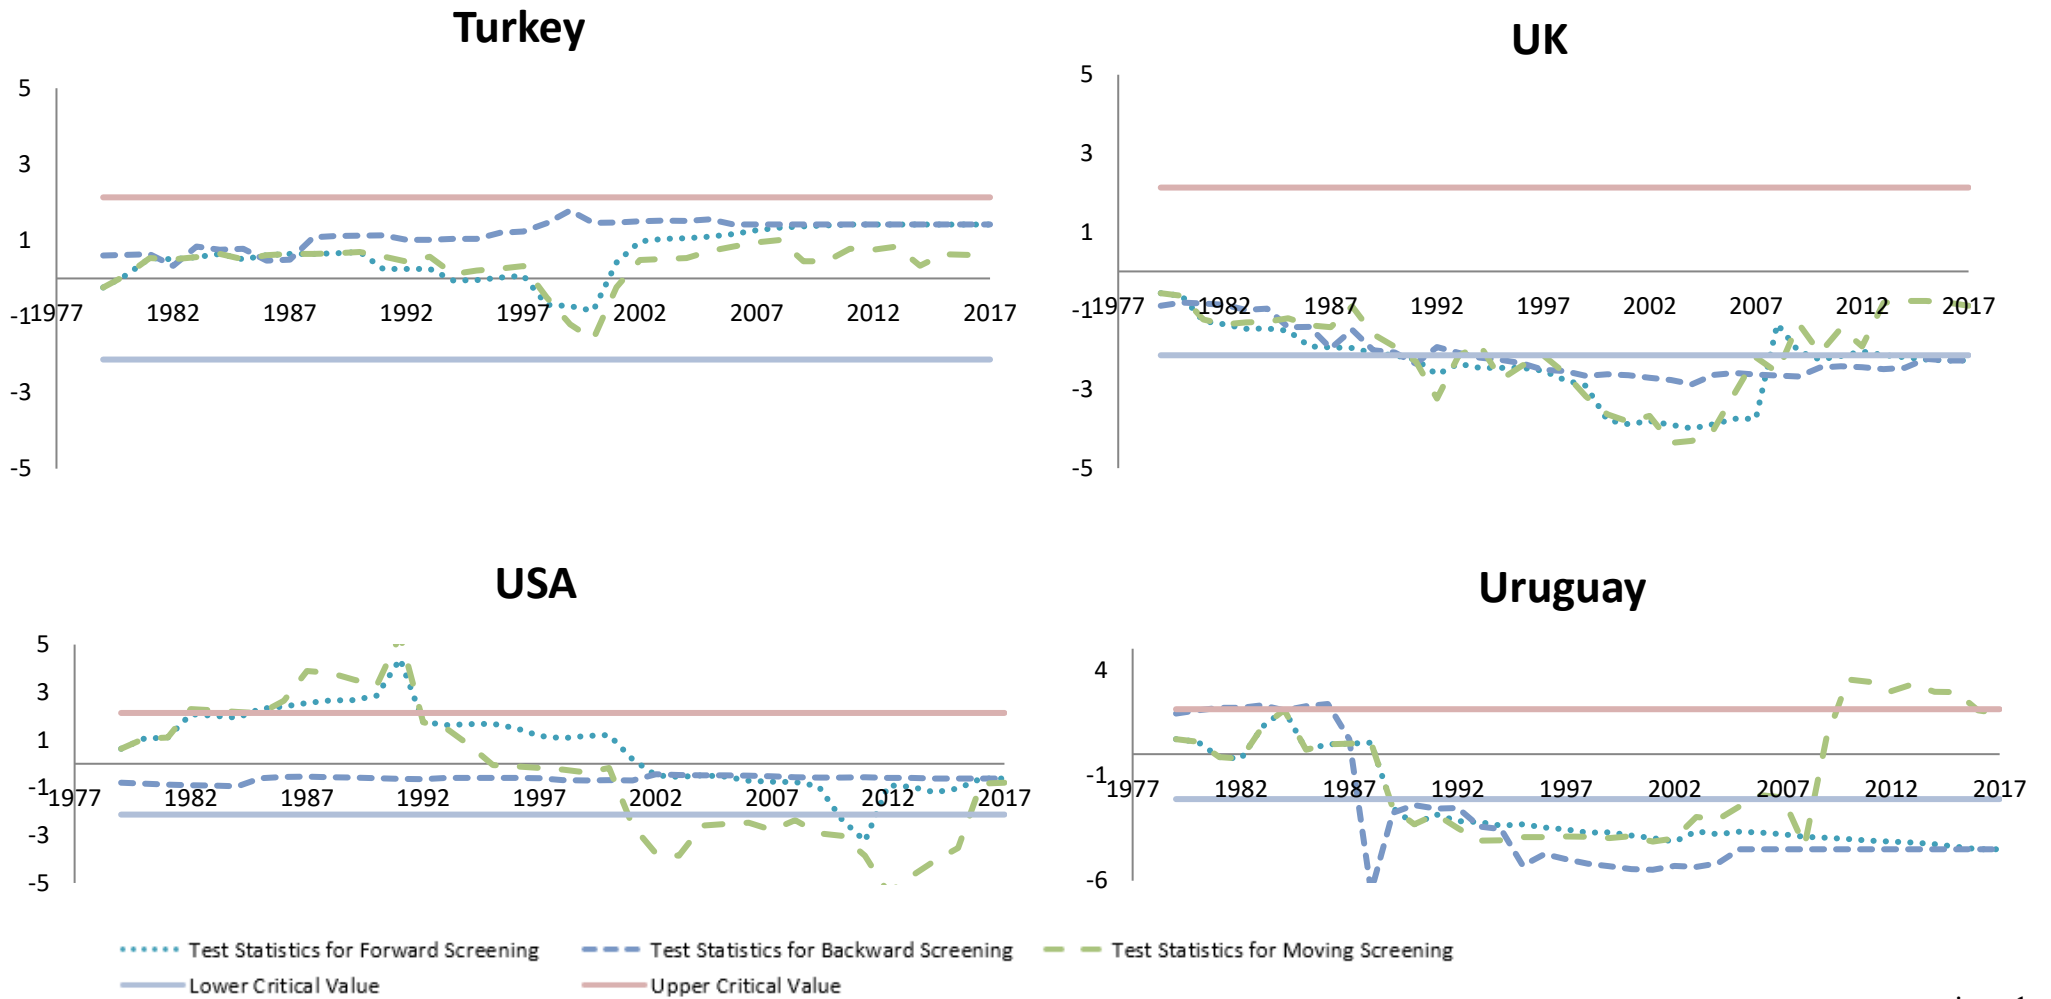 Turkey
5
3
1
-1
-3
-5
1977 1982 1987 1992 1997 2002 2007 2012 2017
UK
5
3
1
-1
-3
-5
1977 1982 1987 1992 1997 2002 2007 2012 2017
USA
5
3
1
-1
-3
-5
1977 1982 1987 1992 1997 2002 2007 2012 2017
Uruguay
4
-1
-6
1977 1982 1987 1992 1997 2002 2007 2012 2017
Test Statistics for Forward Screening Test Statistics for Backward Screening Test Statistics for Moving Screening
Lower Critical Value Upper Critical Value